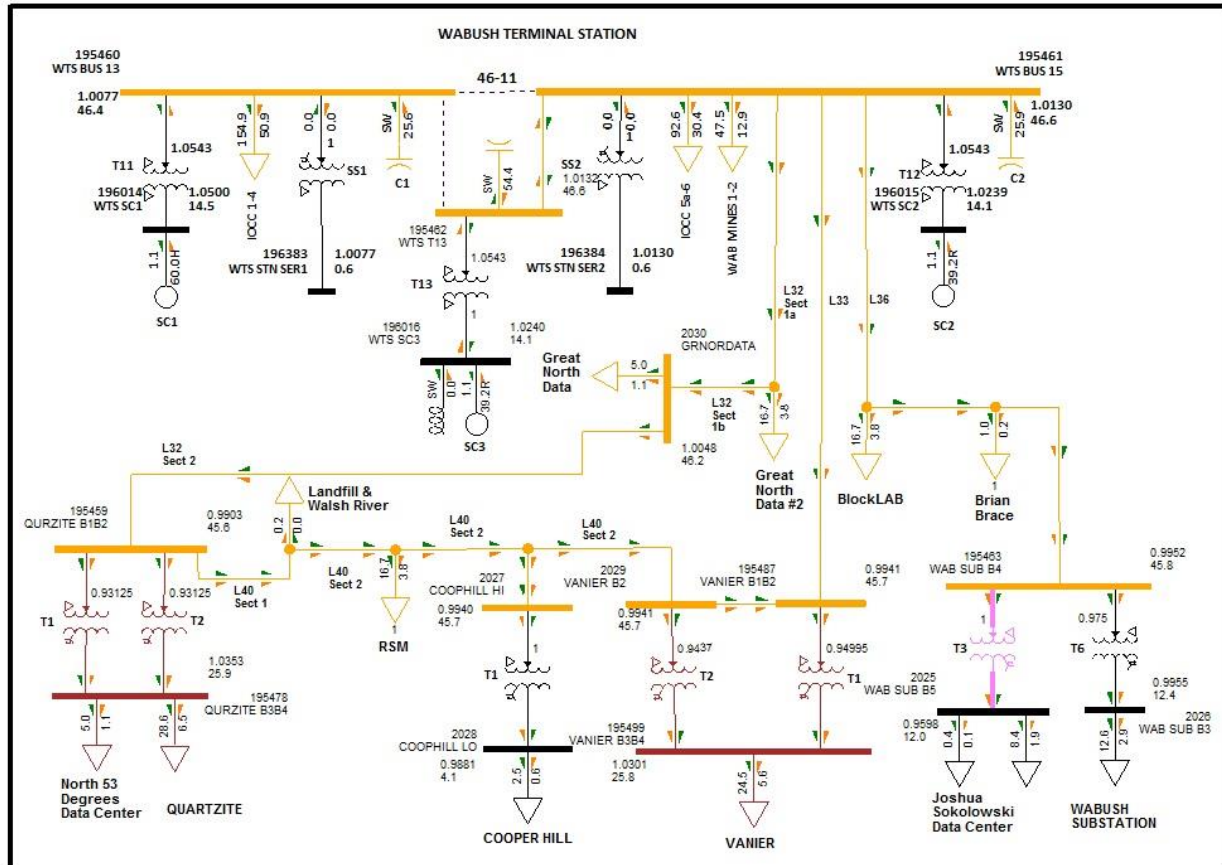 WABUSH TERMINAL STATION
195460
WTS BUS 13
46-11
195461
WTS BUS 15
1.0077
46.4
1.0130
46.6
154.9
50.9
0.0
0.0
SW
25.6
0.0
92.6
30.4
47.5
12.9
SW
25.9
1.0543
1
SW
54.4
1
1.0543
T11
IOCC 1-4
SS1
C1
SS2
1.0132
46.6
IOCC 5a-6
WAB MINES 1-2
T12
C2
196014
WTS SC1
1.0500
14.5
196015
WTS SC2
1.0239
14.1
195462
WTS T13
196383
WTS STN SER1
1.0077
0.6
196384
WTS STN SER2
1.0130
0.6
1.0543
T13
1
1.1
60.0H
SC1
1.1
39.2R
SC2
L32
Sect
1a
L33
L36
196016
WTS SC3
1.0240
14.1
2030
GRNORDATA
SW
0.0
1.1
39.2R
SC3
Great
North
Data
5.0
1.1
L32
Sect
1b
16.7
3.8
16.7
3.8
1.0
0.2
1.0048
46.2
L32
Sect 2
Landfill &
Walsh River
Great
North
Data #2
BlockLAB
1
Brian
Brace
195459
QURZITE B1B2
0.9903
45.6
0.2
0.0
L40
Sect 2
L40
Sect 2
L40
Sect 2
L40
Sect 1
16.7
3.8
1
RSM
2027
COOPHILL HI
0.9940
45.7
2029
VANIER B2
195487
VANIER B1B2
0.9941
45.7
0.9941
45.7
195463
WAB SUB B4
0.9952
45.8
0.93125
0.93125
T1
T2
1
T1
0.9437
T2
0.94995
T1
1
T3
0.975
T6
1.0353
25.9
195478
QURZITE B3B4
2025
WAB SUB B5
0.9955
12.4
2026
WAB SUB B3
5.0
1.1
28.6
6.5
2028
COOPHILL LO
0.9881
4.1
195499
VANIER B3B4
1.0301
25.8
0.9598
12.0
0.4
0.1
8.4
1.9
12.6
2.9
2.5
0.6
24.5
5.6
North 53
Degrees
Data Center
QUARTZITE
COOPER HILL
VANIER
Joshua
Sokolowski
Data Center
WABUSH
SUBSTATION